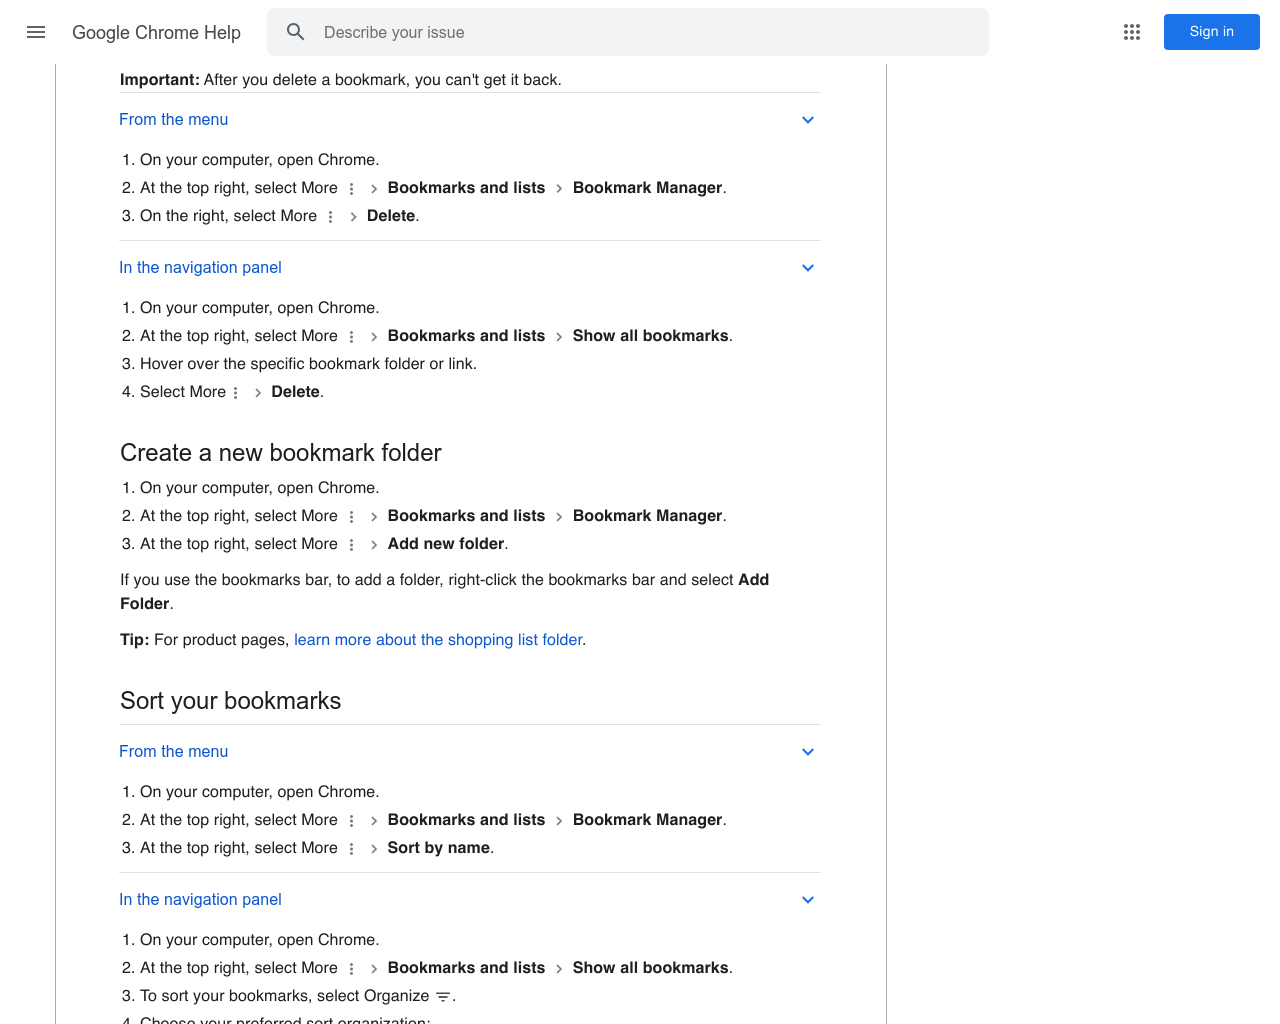 Google Chrome Help
Describe your issue
Sign in
Important: After you delete a bookmark, you can't get it back.
From the menu
1. On your computer, open Chrome.
2. At the top right, select More > Bookmarks and lists > Bookmark Manager.
3. On the right, select More > Delete.
In the navigation panel
1. On your computer, open Chrome.
2. At the top right, select More > Bookmarks and lists > Show all bookmarks.
3. Hover over the specific bookmark folder or link.
4. Select More > Delete.
Create a new bookmark folder
1. On your computer, open Chrome.
2. At the top right, select More > Bookmarks and lists > Bookmark Manager.
3. At the top right, select More > Add new folder.
If you use the bookmarks bar, to add a folder, right-click the bookmarks bar and select Add
Folder.
Tip: For product pages, learn more about the shopping list folder.
Sort your bookmarks
From the menu
1. On your computer, open Chrome.
2. At the top right, select More > Bookmarks and lists > Bookmark Manager.
3. At the top right, select More > Sort by name.
In the navigation panel
1. On your computer, open Chrome.
2. At the top right, select More > Bookmarks and lists > Show all bookmarks.
3. To sort your bookmarks, select Organize.
4. Choose your preferred sort organization: